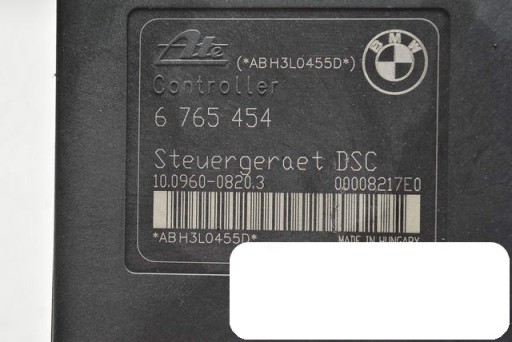 Ate (*ABH3L0455D*) BMW
Controller
6 765 454
Steuergeraet DSC
10.0960-0820.3 00008217E0
*ABH3L0455D* MADE IN HUNGARY